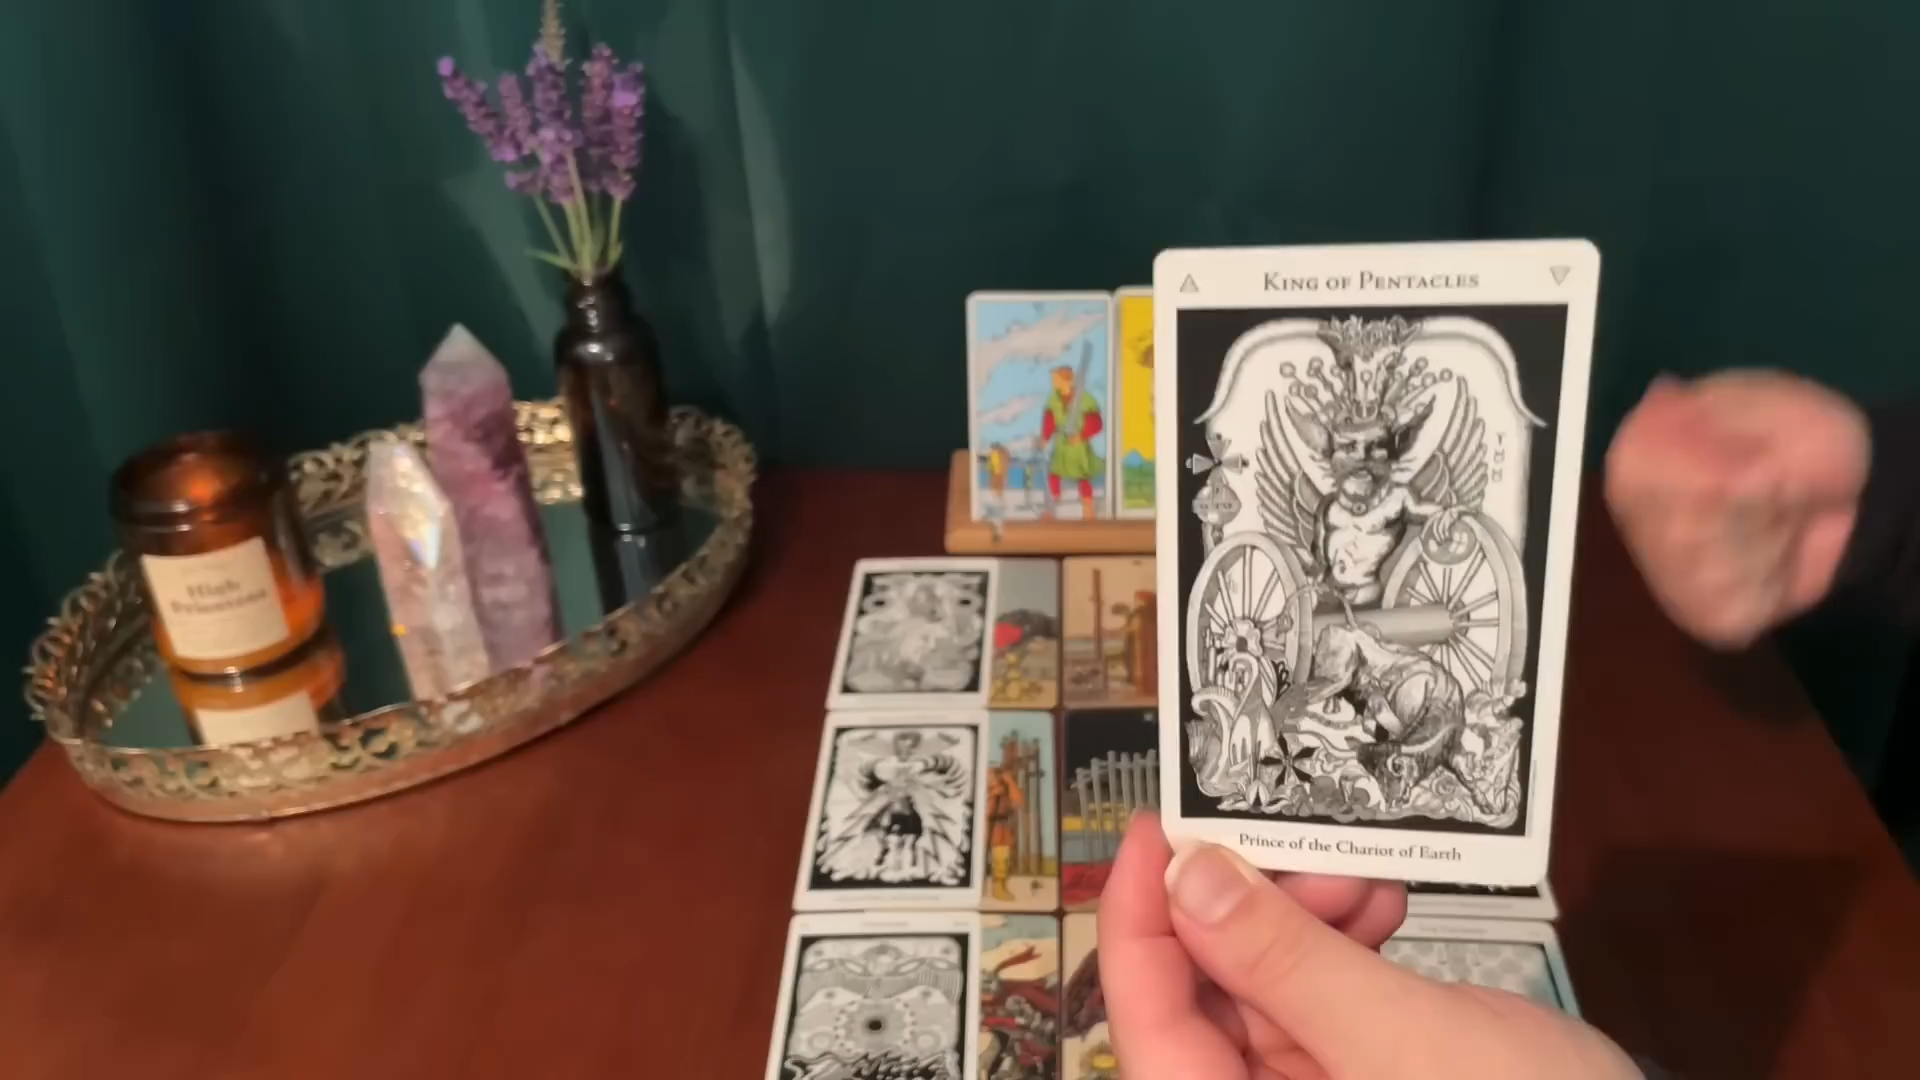 King of Pentacles
Prince of the Chariot of Earth
High
Priestess